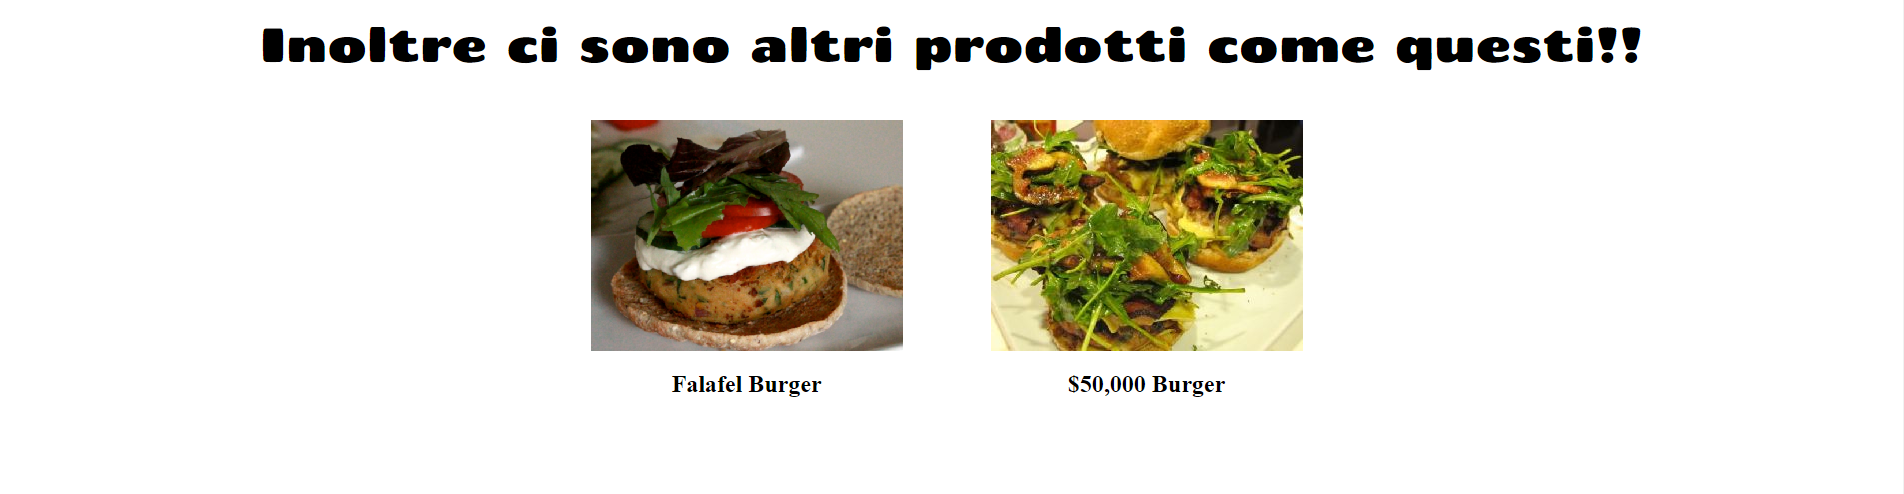 Inoltre ci sono altri prodotti come questi!!
Falafel Burger
$50,000 Burger